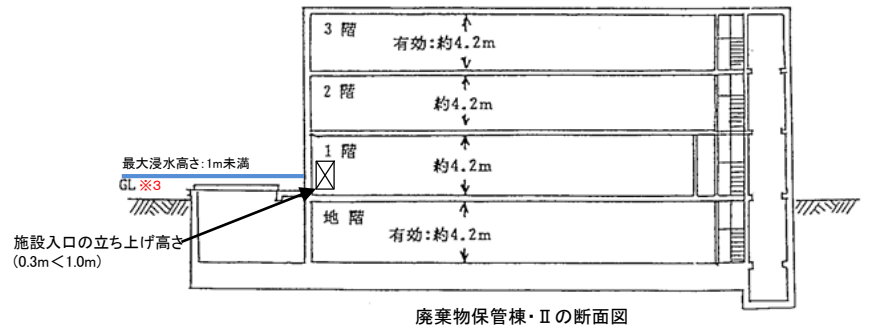 3 階
有効:約4.2m
2 階
約4.2m
最大浸水高さ:1m未満
1 階
約4.2m
GL ※3
地 階
有効:約4.2m
施設入口の立ち上げ高さ
(0.3m<1.0m)
廃棄物保管棟・Ⅱの断面図